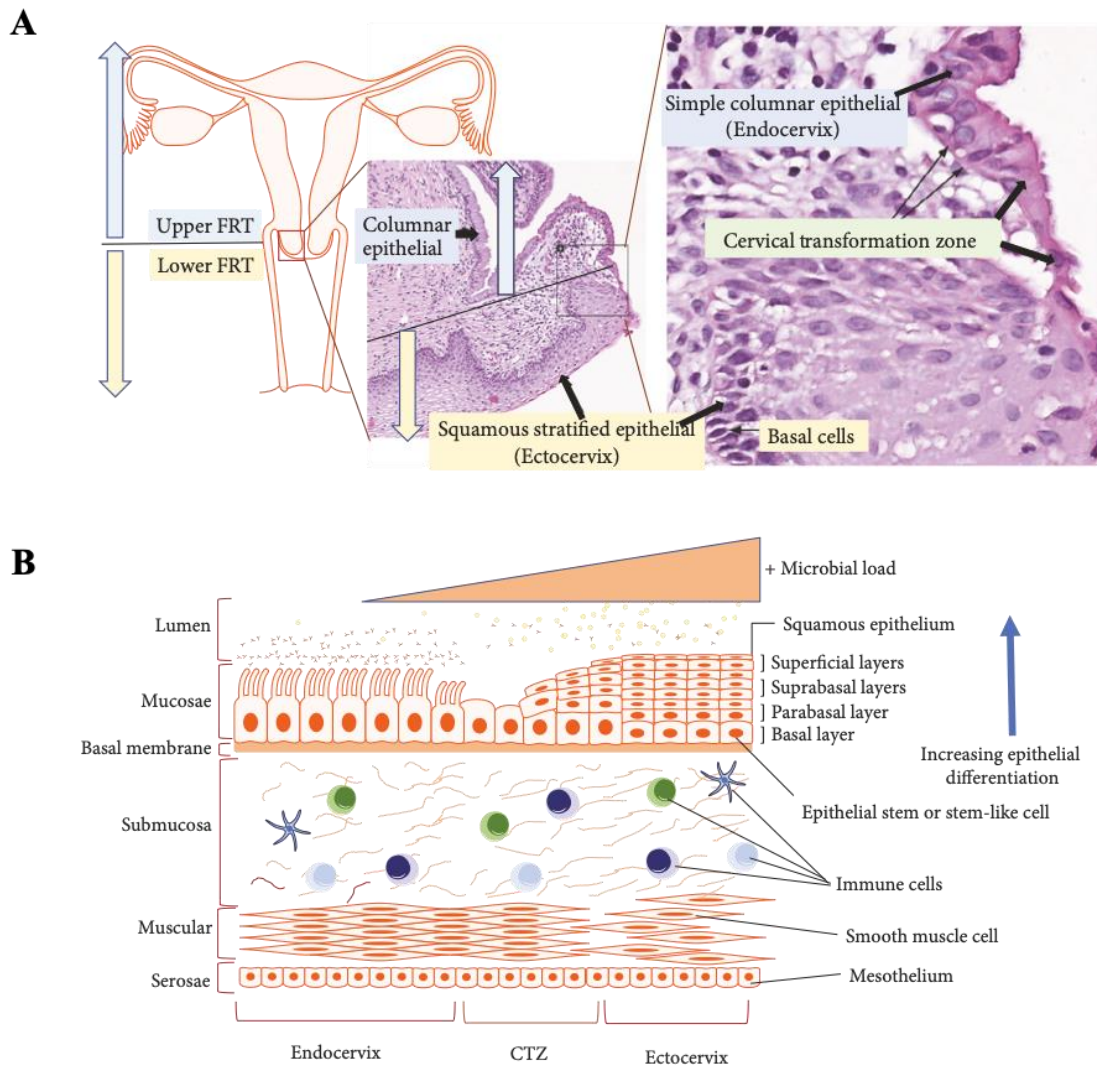 A
Upper FRT
Lower FRT
Columnar
epithelial
Simple columnar epithelial
(Endocervix)
Cervical transformation zone
Squamous stratified epithelial
(Ectocervix)
Basal cells
B
+ Microbial load
Lumen
Mucosae
Basal membrane
Submucosa
Muscular
Serosae
Squamous epithelium
] Superficial layers
] Suprabasal layers
] Parabasal layer
] Basal layer
Increasing epithelial
differentiation
Epithelial stem or stem-like cell
Immune cells
Smooth muscle cell
Mesothelium
Endocervix
CTZ
Ectocervix